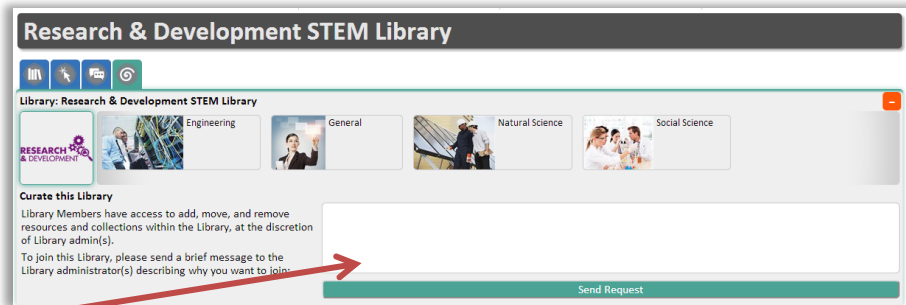 Research & Development STEM Library
Library: Research & Development STEM Library
RESEARCH
& DEVELOPMENT
Engineering
General
Natural Science
Social Science
Curate this Library
Library Members have access to add, move, and remove
resources and collections within the Library, at the discretion
of Library admin(s).
To join this Library, please send a brief message to the
Library administrator(s) describing why you want to join:
Send Request